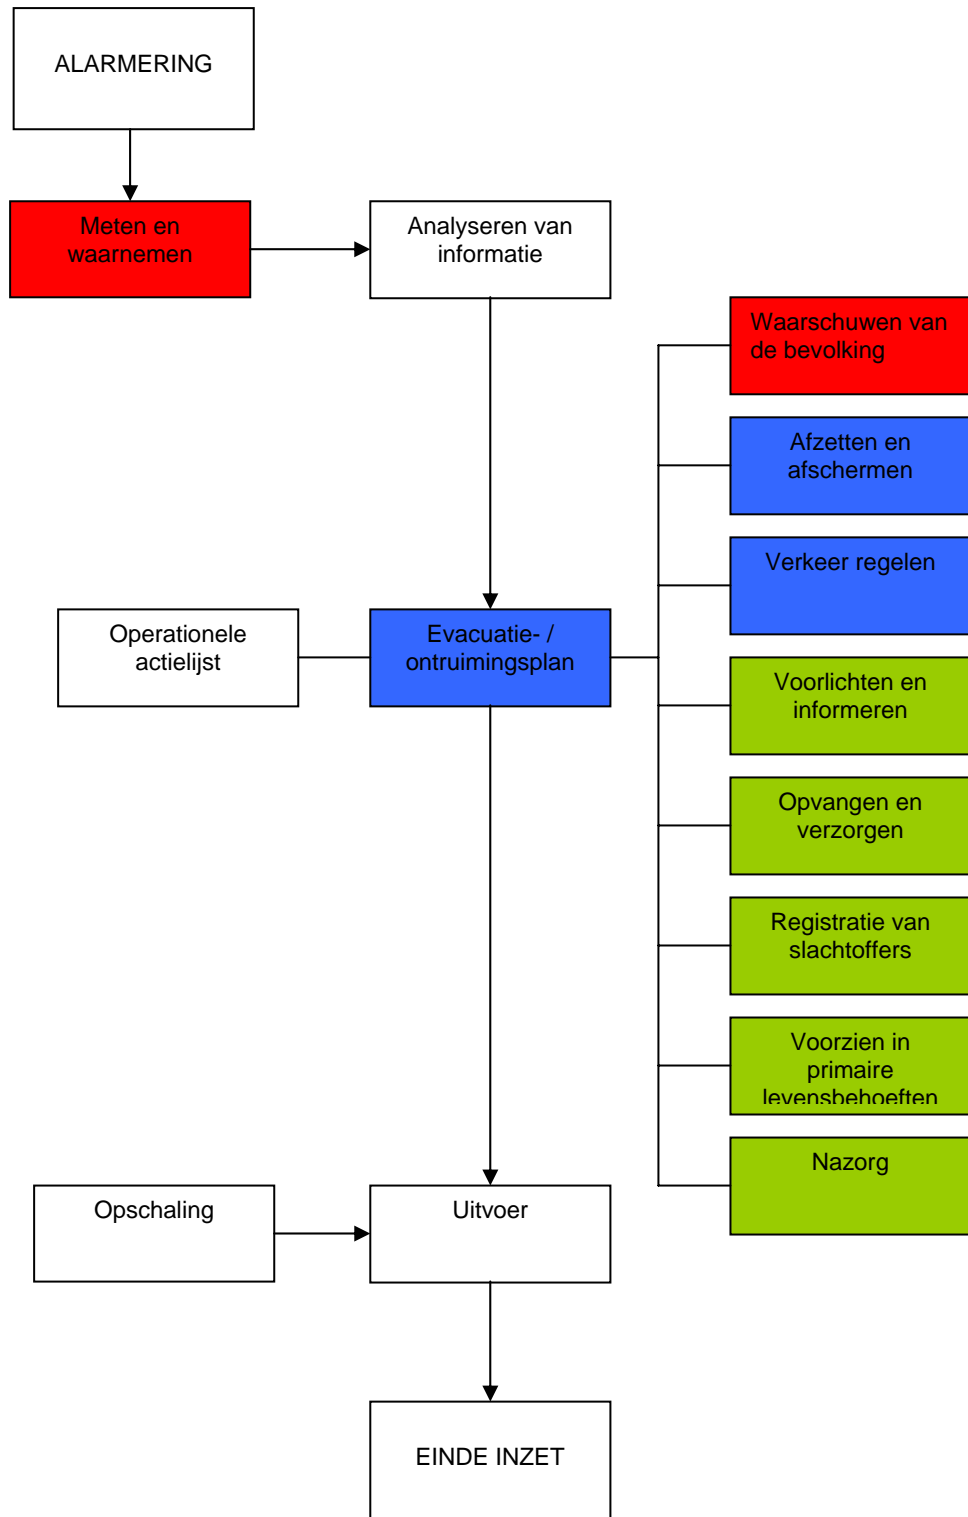 ALARMERING
Meten en
waarnemen
Analyseren van
informatie
Waarschuwen van
de bevolking
Afzetten en
afschermen
Verkeer regelen
Operationele
actielijst
Evacuatie- /
ontruimingsplan
Voorlichten en
informeren
Opvangen en
verzorgen
Registratie van
slachtoffers
Voorzien in
primaire
levensbehoeften
Nazorg
Opschaling
Uitvoer
EINDE INZET